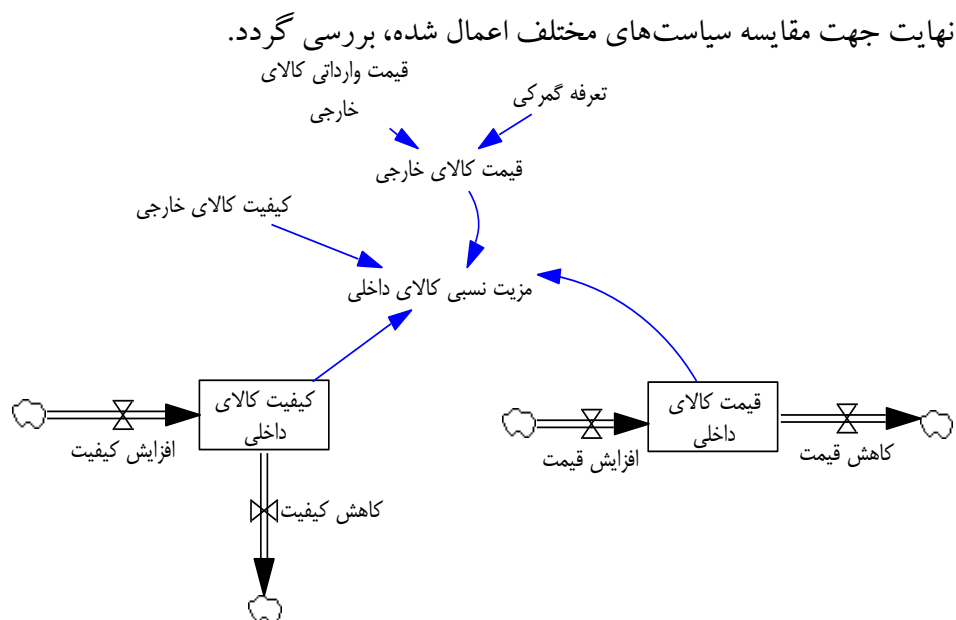 نهایت جهت مقایسه سیاست‌های مختلف اعمال شده، بررسی گردد.
قیمت وارداتی کالای
خارجی
تعرفه گمرکی
قیمت کالای خارجی
کیفیت کالای خارجی
مزیت نسبی کالای داخلی
قیمت کالای
داخلی
کیفیت کالای
داخلی
کاهش قیمت
افزایش قیمت
افزایش کیفیت
کاهش کیفیت